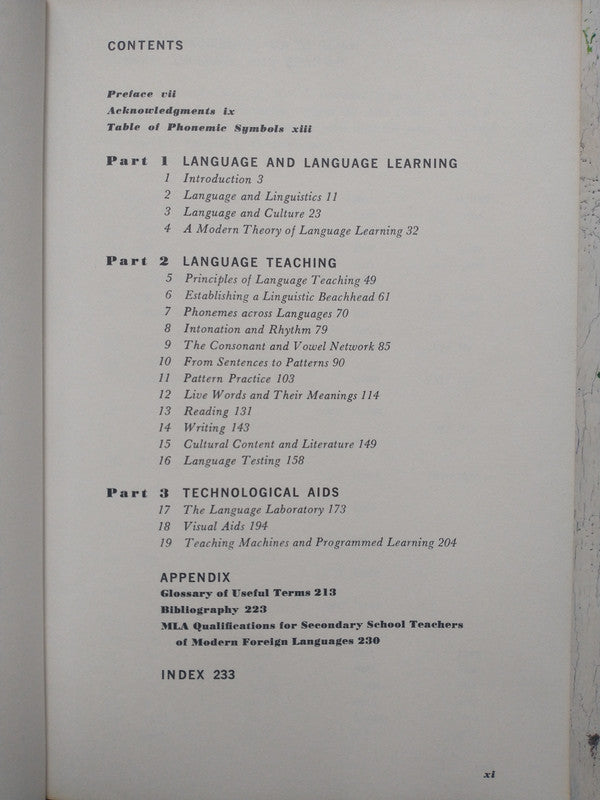 CONTENTS
Preface vii
Acknowledgments ix
Table of Phonemic Symbols xiii
Part 1 LANGUAGE AND LANGUAGE LEARNING
1 Introduction 3
2 Language and Linguistics 11
3 Language and Culture 23
4 A Modern Theory of Language Learning 32
Part 2 LANGUAGE TEACHING
5 Principles of Language Teaching 49
6 Establishing a Linguistic Beachhead 61
7 Phonemes across Languages 70
8 Intonation and Rhythm 79
9 The Consonant and Vowel Network 85
10 From Sentences to Patterns 90
11 Pattern Practice 103
12 Live Words and Their Meanings 114
13 Reading 131
14 Writing 143
15 Cultural Content and Literature 149
16 Language Testing 158
Part 3 TECHNOLOGICAL AIDS
17 The Language Laboratory 173
18 Visual Aids 194
19 Teaching Machines and Programmed Learning 204
APPENDIX
Glossary of Useful Terms 213
Bibliography 223
MLA Qualifications for Secondary School Teachers
of Modern Foreign Languages 230
INDEX 233
xi